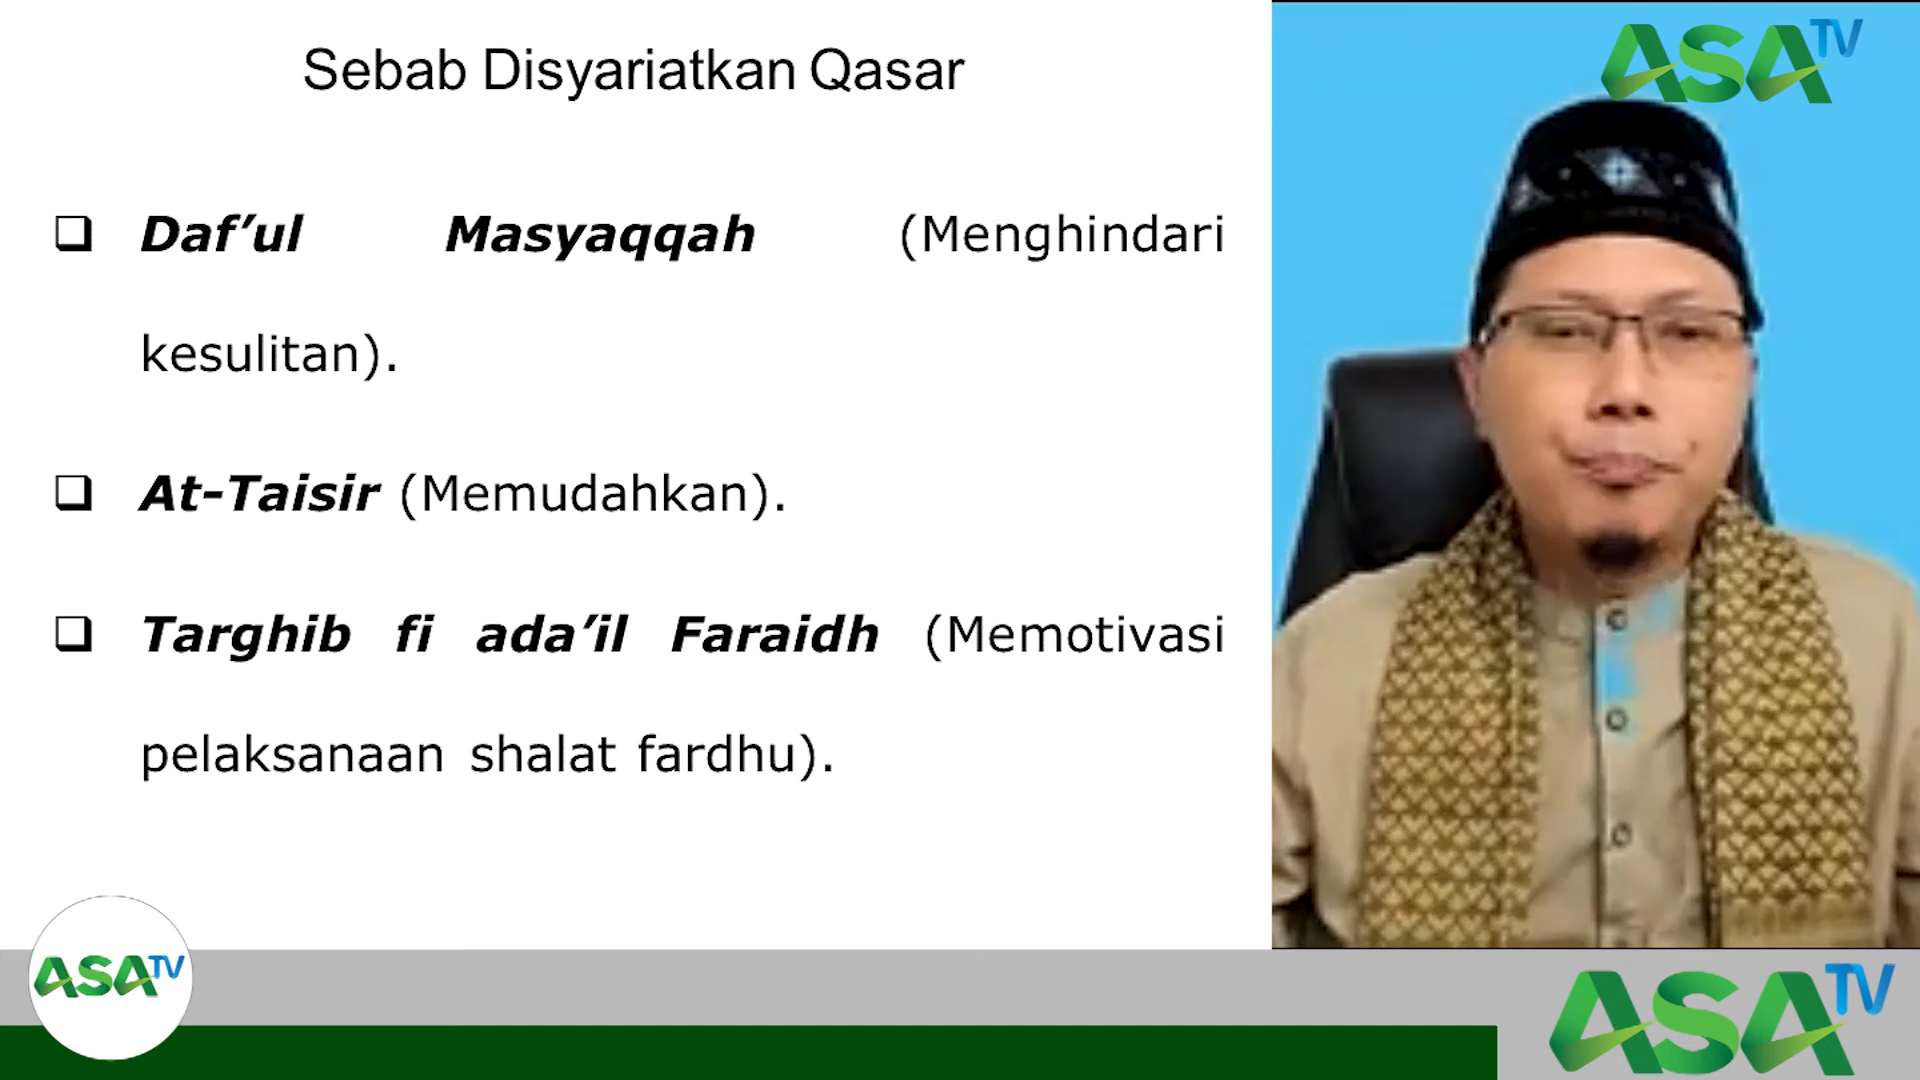 Sebab Disyariatkan Qasar
❑ Daf’ul Masyaqqah (Menghindari
kesulitan).
❑ At-Taisir (Memudahkan).
❑ Targhib fi ada’il Faraidh (Memotivasi
pelaksanaan shalat fardhu).
ASA TV
ASA TV
ASA TV